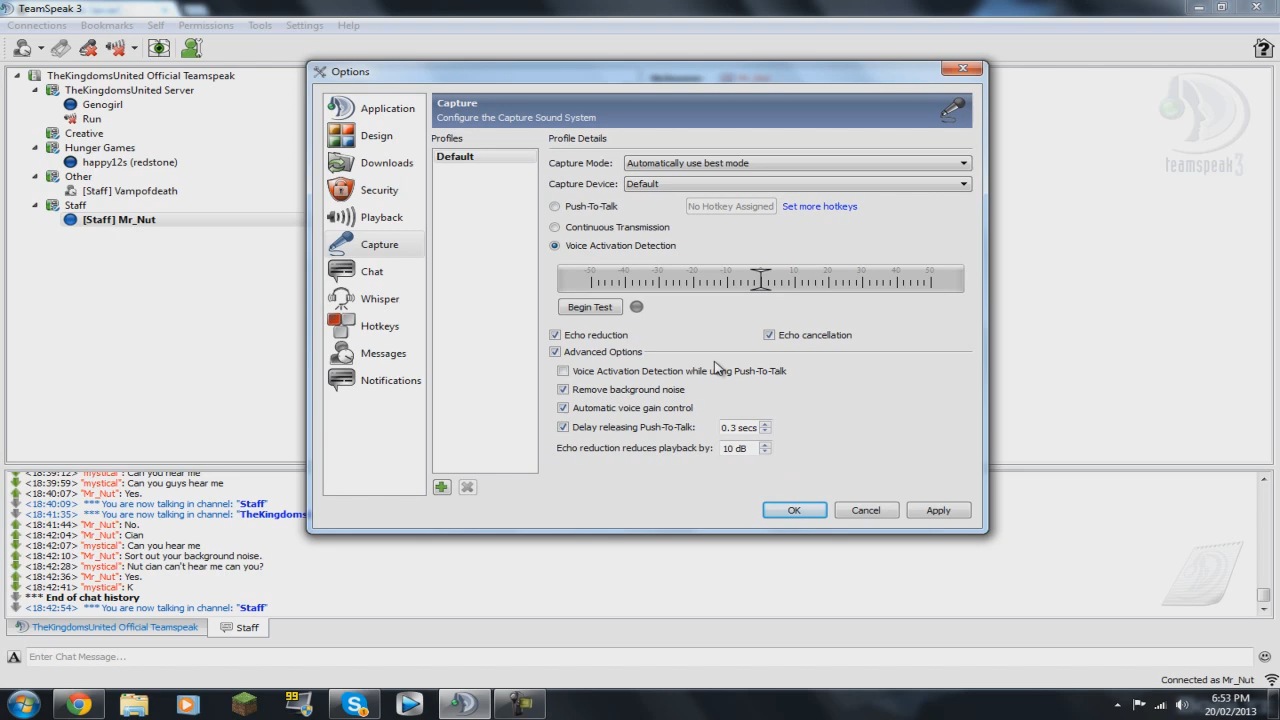 TeamSpeak 3
Connections Bookmarks Self Permissions Tools Settings Help
TheKingdomsUnited Official Teamspeak
TheKingdomsUnited Server
Genogirl
Run
Creative
Hunger Games
happy12s (redstone)
Other
[Staff] Vampofdeath
Staff
[Staff] Mr_Nut
teamspeak3
Options
Application
Design
Downloads
Security
Playback
Capture
Chat
Whisper
Hotkeys
Messages
Notifications
Capture
Configure the Capture Sound System
Profiles
Default
Profile Details
Capture Mode: Automatically use best mode
Capture Device: Default
Push-To-Talk No Hotkey Assigned Set more hotkeys
Continuous Transmission
Voice Activation Detection
-50 -40 -30 -20 -10 10 20 30 40 50
Begin Test
Echo reduction Echo cancellation
Advanced Options
Voice Activation Detection while using Push-To-Talk
Remove background noise
Automatic voice gain control
Delay releasing Push-To-Talk: 0.3 secs
Echo reduction reduces playback by: 10 dB
OK Cancel Apply
<18:39:12> "mystical": Can you hear me
<18:39:59> "mystical": Can you guys hear me
<18:40:07> "Mr_Nut": Yes.
<18:40:09> *** You are now talking in channel: "Staff"
<18:41:35> *** You are now talking in channel: "TheKingdoms
<18:41:44> "Mr_Nut": No.
<18:42:04> "Mr_Nut": Cian
<18:42:07> "mystical": Can you hear me
<18:42:10> "Mr_Nut": Sort out your background noise.
<18:42:28> "mystical": Nut cian can't hear me can you?
<18:42:36> "Mr_Nut": Yes.
<18:42:41> "mystical": K
*** End of chat history
<18:42:54> *** You are now talking in channel: "Staff"
TheKingdomsUnited Official Teamspeak Staff
Enter Chat Message...
Connected as Mr_Nut
99
6:53 PM
20/02/2013